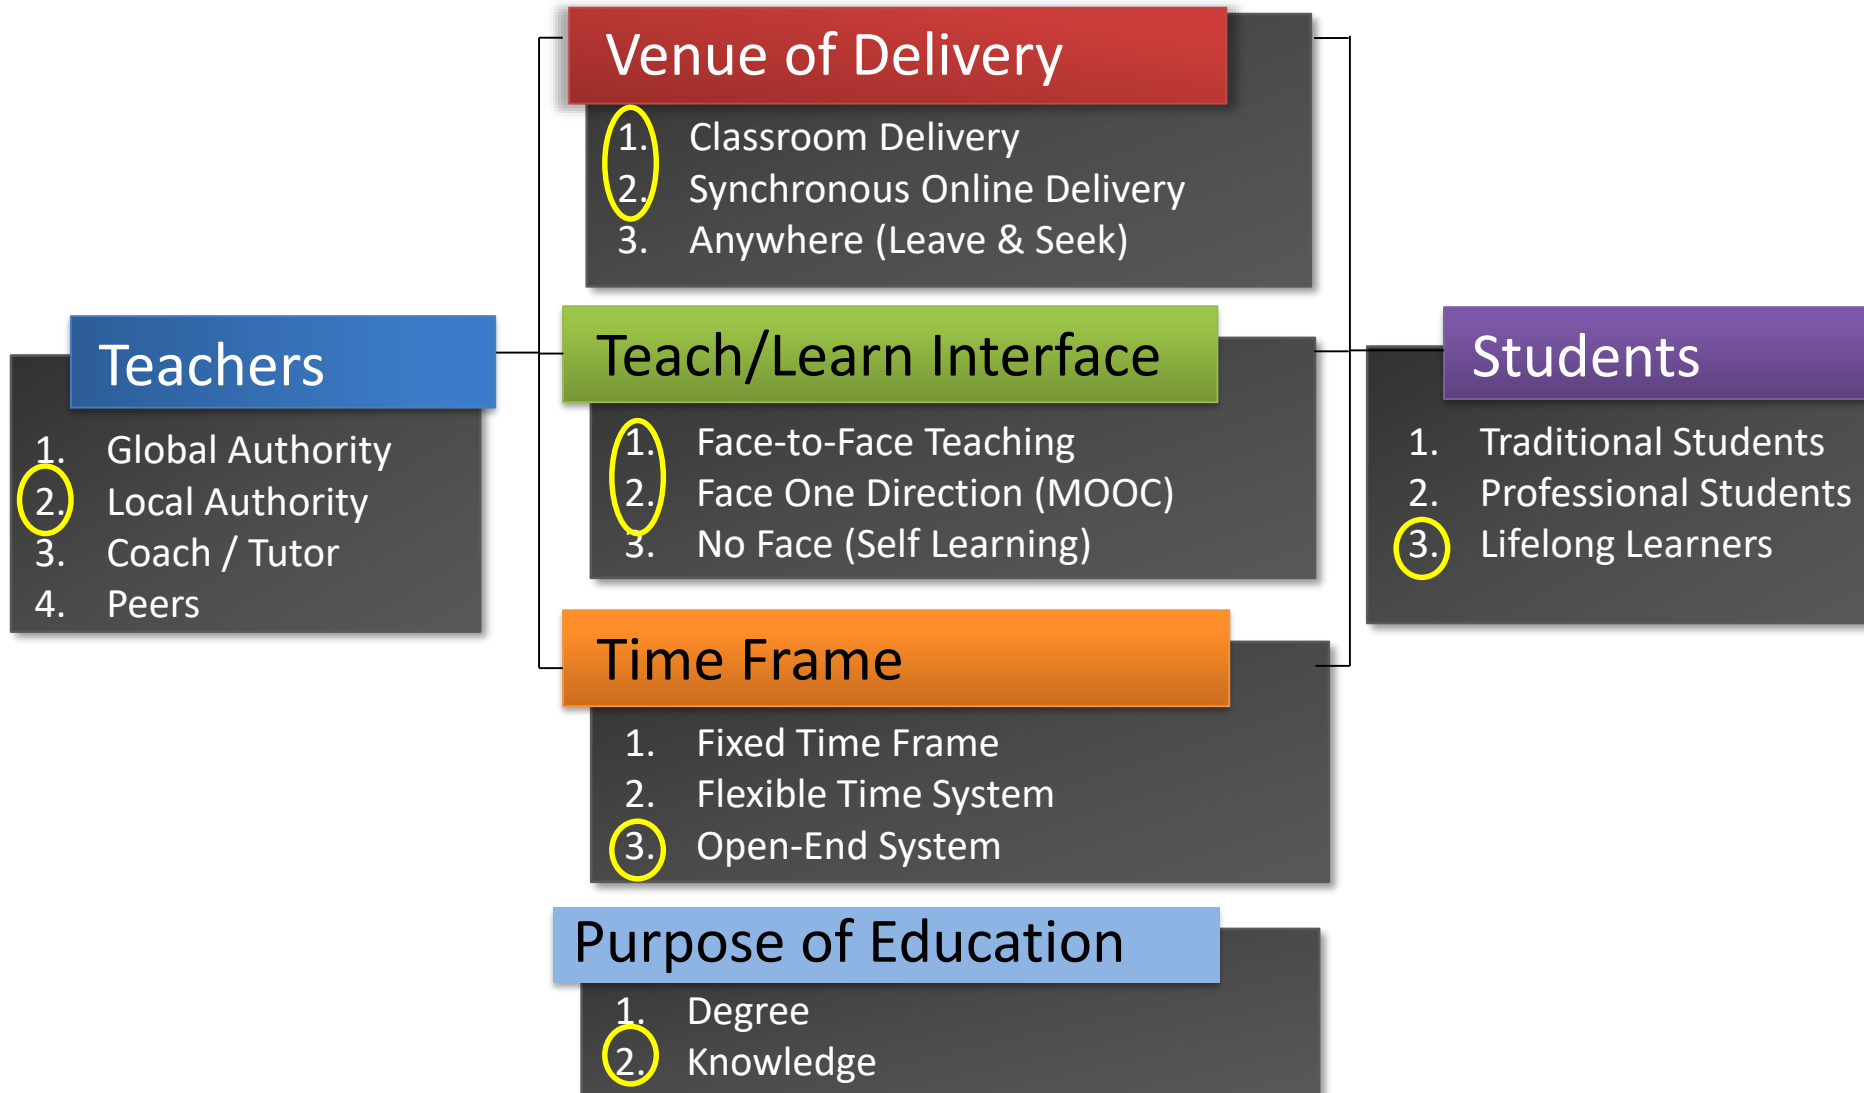 Venue of Delivery
1. Classroom Delivery
2. Synchronous Online Delivery
3. Anywhere (Leave & Seek)
Teachers
1. Global Authority
2. Local Authority
3. Coach / Tutor
4. Peers
Teach/Learn Interface
1. Face-to-Face Teaching
2. Face One Direction (MOOC)
3. No Face (Self Learning)
Students
1. Traditional Students
2. Professional Students
3. Lifelong Learners
Time Frame
1. Fixed Time Frame
2. Flexible Time System
3. Open-End System
Purpose of Education
1. Degree
2. Knowledge